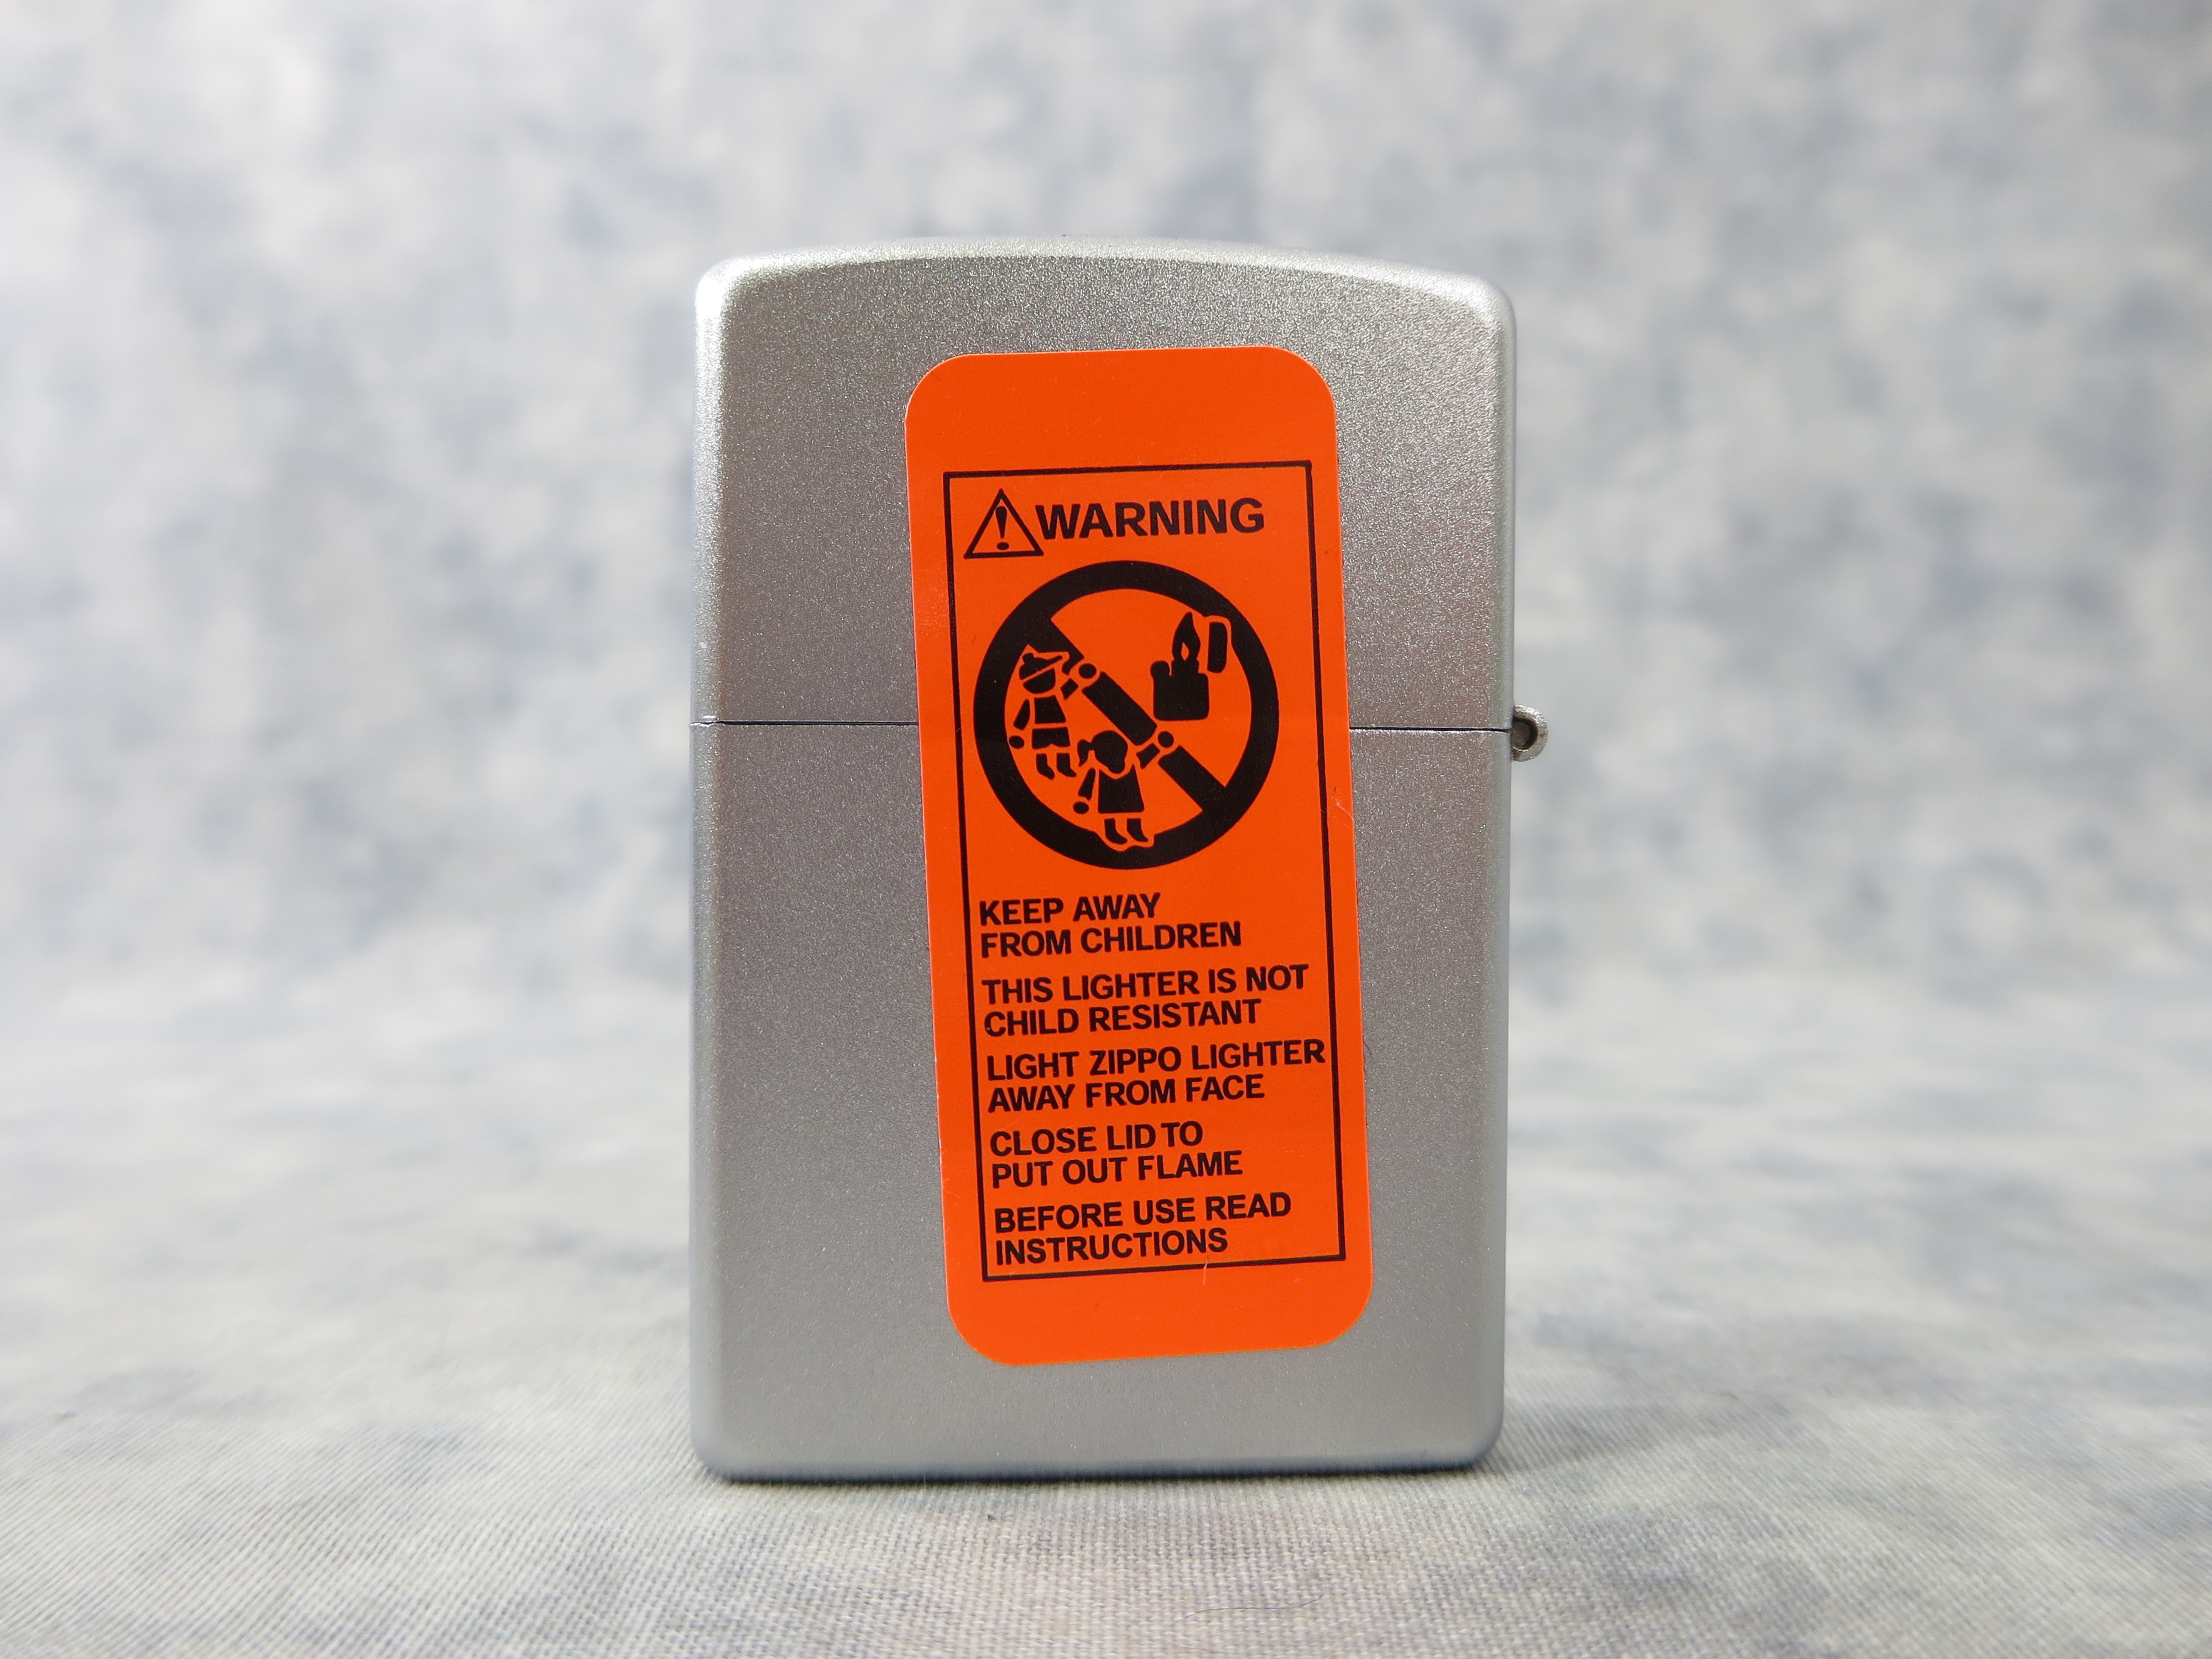 WARNING
KEEP AWAY
FROM CHILDREN
THIS LIGHTER IS NOT
CHILD RESISTANT
LIGHT ZIPPO LIGHTER
AWAY FROM FACE
CLOSE LID TO
PUT OUT FLAME
BEFORE USE READ
INSTRUCTIONS